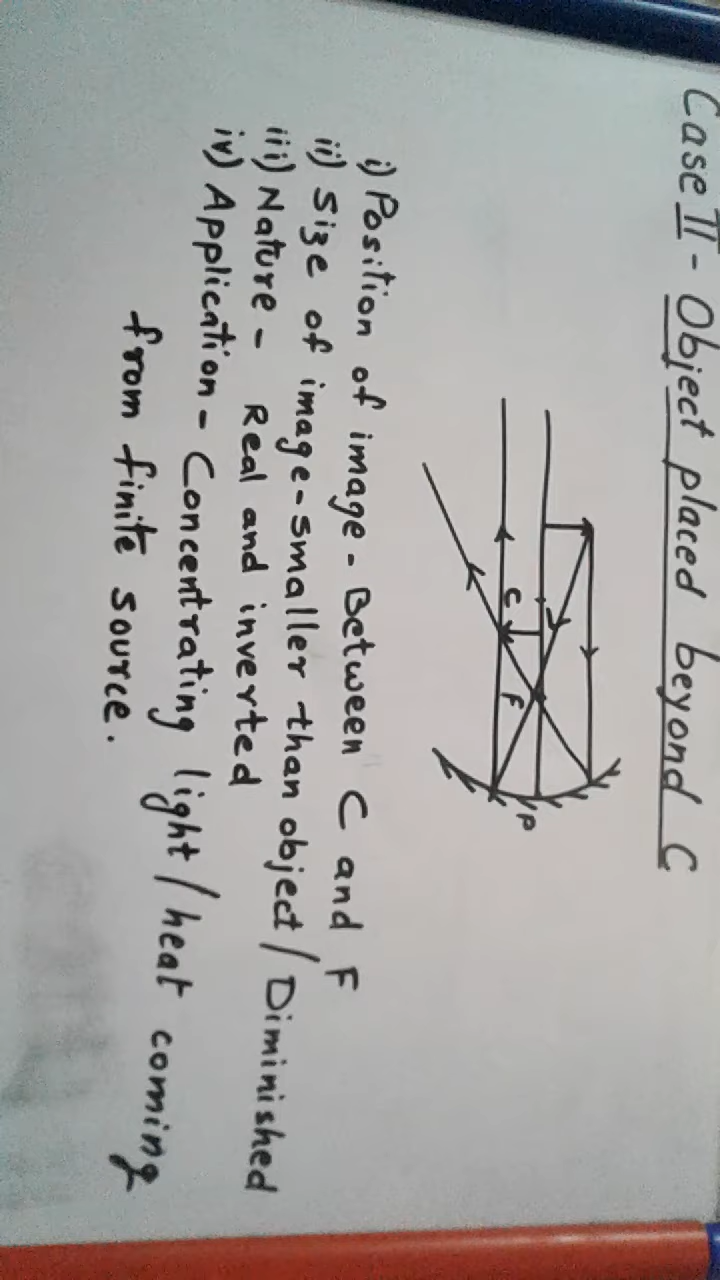 Case II - Object placed beyond C
C
F
P
i) Position of image - Between C and F
ii) Size of image - smaller than object / Diminished
iii) Nature - Real and inverted
iv) Application - Concentrating light / heat coming
from finite source.